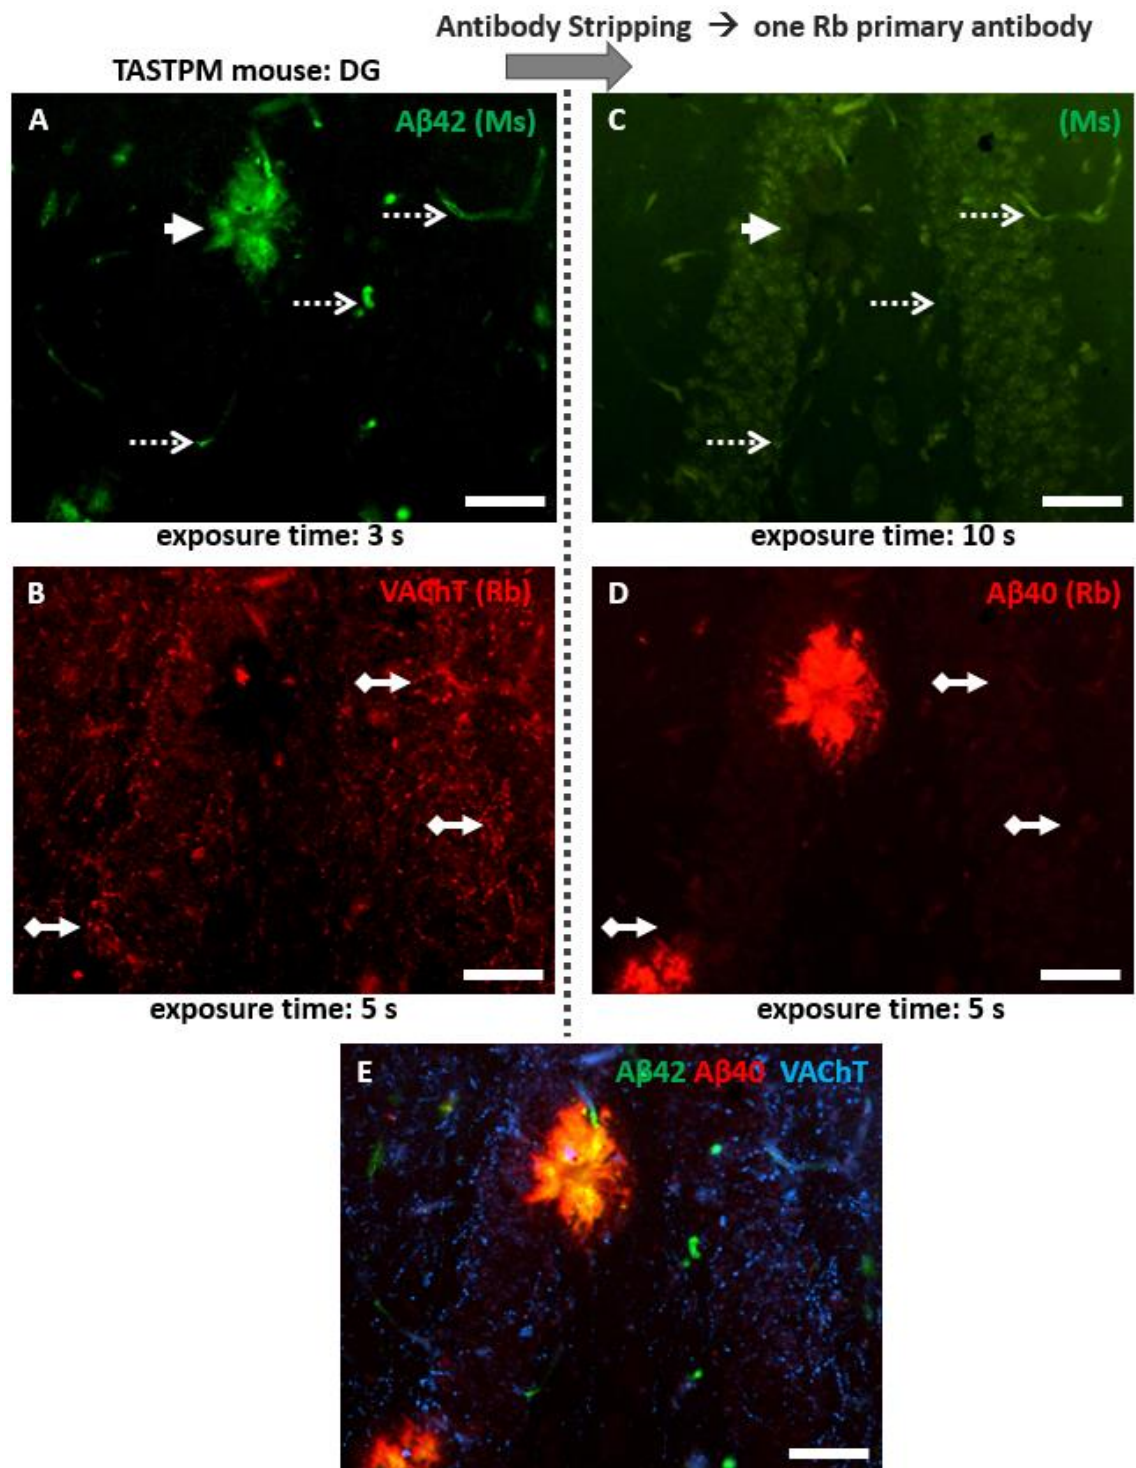 Antibody Stripping → one Rb primary antibody
TASTPM mouse: DG
A Aβ42 (Ms)
C (Ms)
exposure time: 3 s
exposure time: 10 s
B VAChT (Rb)
D Aβ40 (Rb)
exposure time: 5 s
exposure time: 5 s
E Aβ42 Aβ40 VAChT